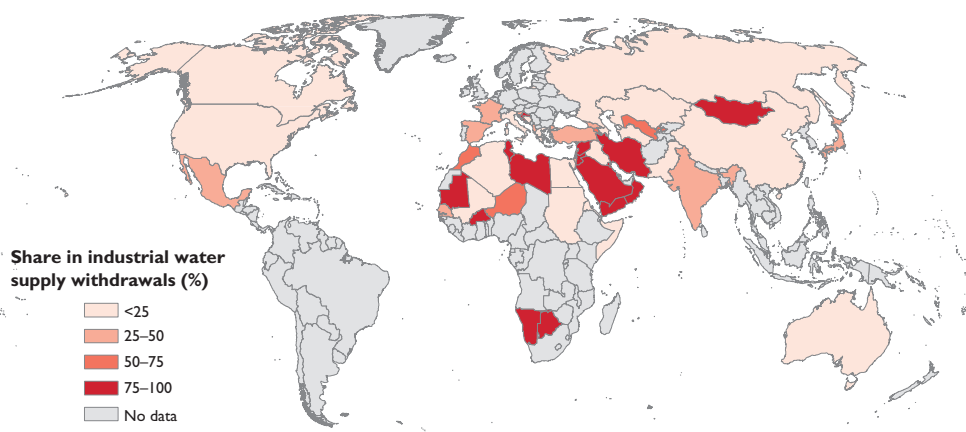 Share in industrial water
supply withdrawals (%)
<25
25–50
50–75
75–100
No data